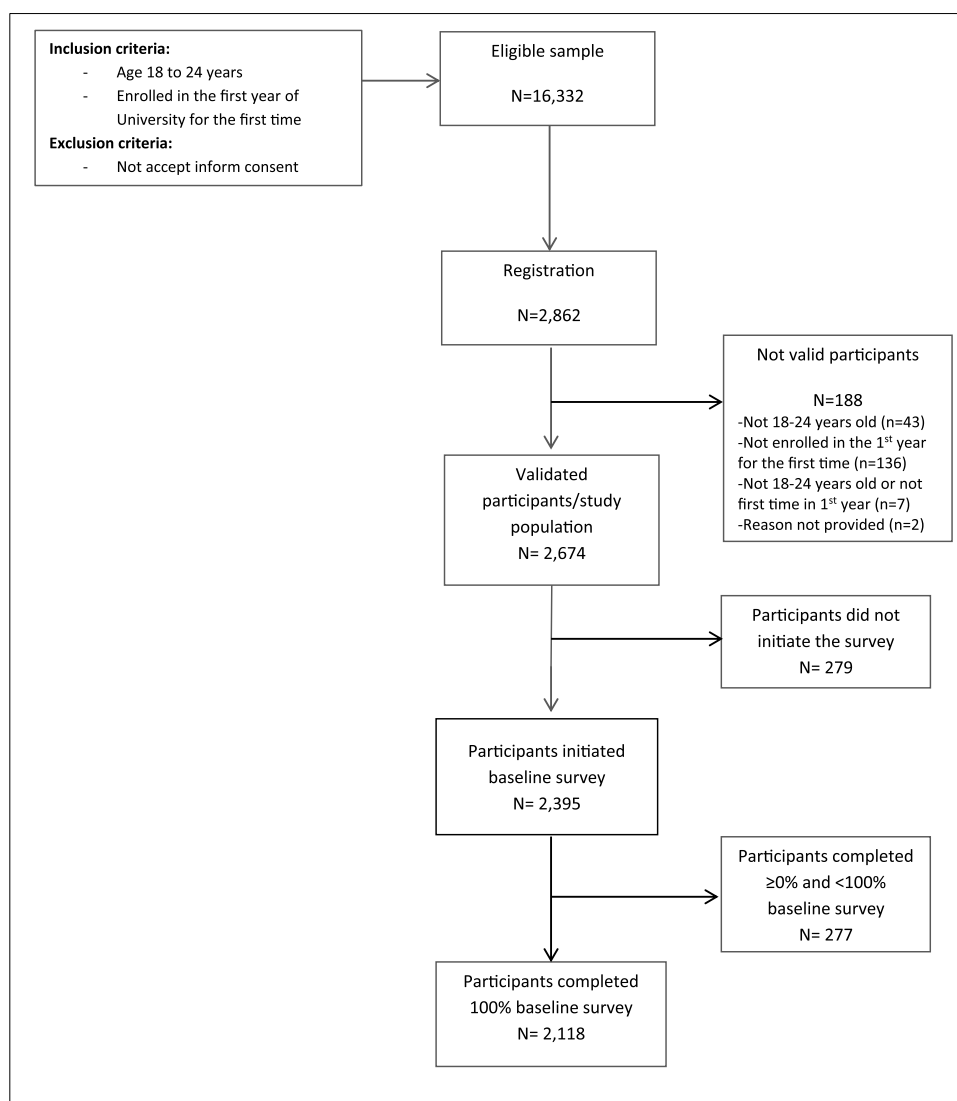 Inclusion criteria:
- Age 18 to 24 years
- Enrolled in the first year of
University for the first time
Exclusion criteria:
- Not accept inform consent
Eligible sample
N=16,332
Registration
N=2,862
Not valid participants
N=188
-Not 18-24 years old (n=43)
-Not enrolled in the 1st year
for the first time (n=136)
-Not 18-24 years old or not
first time in 1st year (n=7)
-Reason not provided (n=2)
Validated
participants/study
population
N= 2,674
Participants did not
initiate the survey
N= 279
Participants initiated
baseline survey
N= 2,395
Participants completed
≥0% and <100%
baseline survey
N= 277
Participants completed
100% baseline survey
N= 2,118